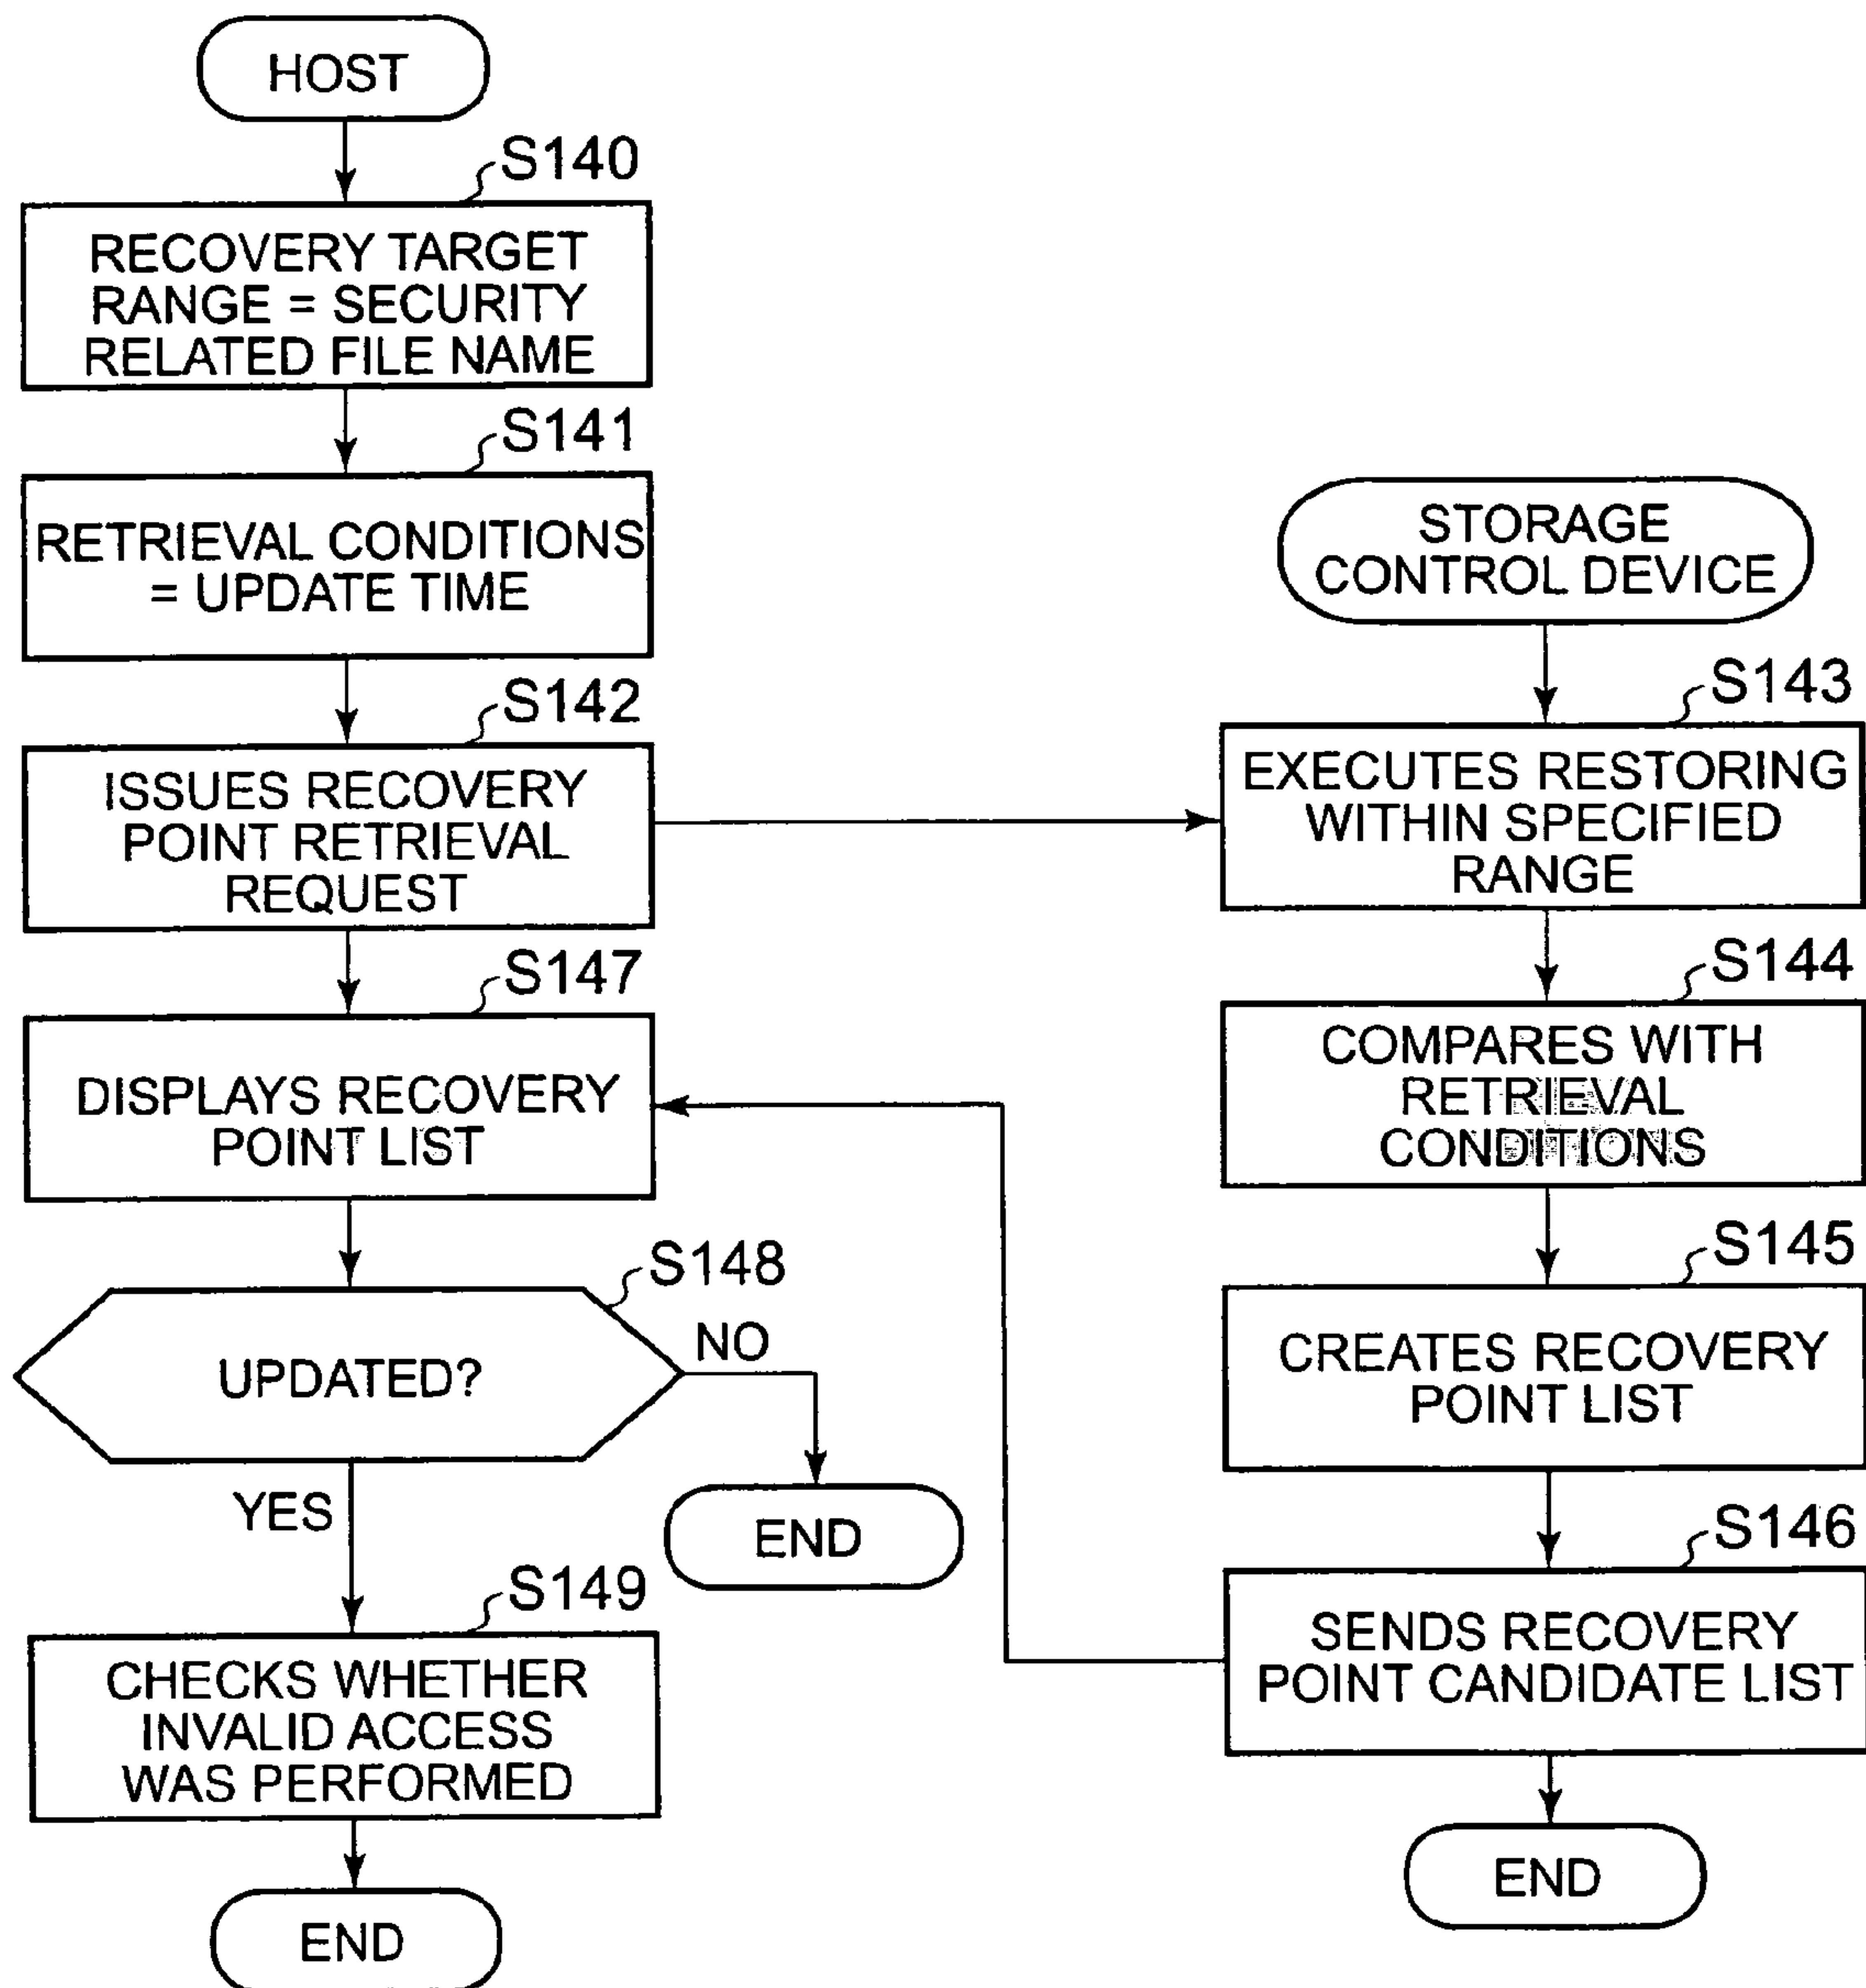 HOST
S140
RECOVERY TARGET
RANGE = SECURITY
RELATED FILE NAME
S141
RETRIEVAL CONDITIONS
= UPDATE TIME
S142
ISSUES RECOVERY
POINT RETRIEVAL
REQUEST
S147
DISPLAYS RECOVERY
POINT LIST
S148
UPDATED?
NO
END
YES
S149
CHECKS WHETHER
INVALID ACCESS
WAS PERFORMED
END
STORAGE
CONTROL DEVICE
S143
EXECUTES RESTORING
WITHIN SPECIFIED
RANGE
S144
COMPARES WITH
RETRIEVAL
CONDITIONS
S145
CREATES RECOVERY
POINT LIST
S146
SENDS RECOVERY
POINT CANDIDATE LIST
END